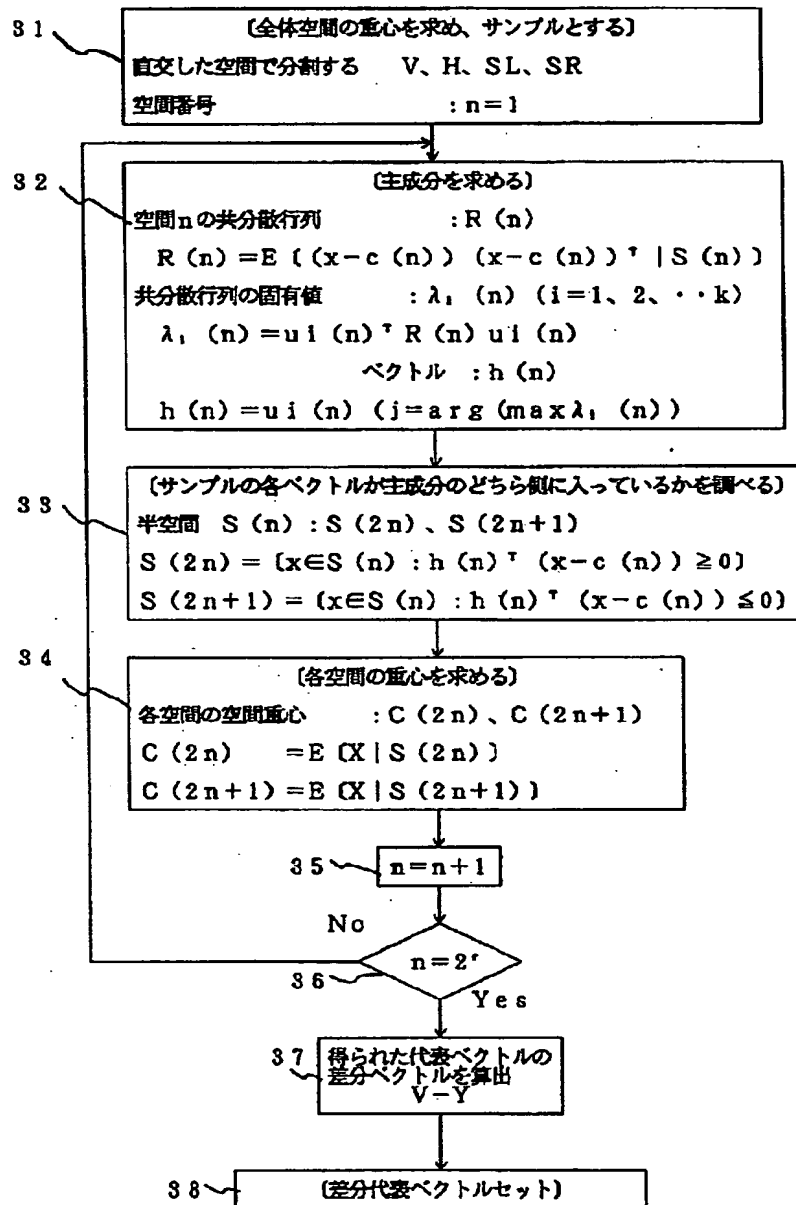 31
〔全体空間の重心を求め、サンプルとする〕
直交した空間で分割する V、H、SL、SR
空間番号 :n=1
32
〔主成分を求める〕
空間nの共分散行列 :R(n)
R(n)=E〔(x-c(n))(x-c(n))ᵀ|S(n)〕
共分散行列の固有値 :λᵢ(n)(i=1、2、・・k)
λᵢ(n)=ui(n)ᵀR(n)ui(n)
ベクトル :h(n)
h(n)=ui(n)(j=arg(maxλᵢ(n))
33
〔サンプルの各ベクトルが主成分のどちら側に入っているかを調べる〕
半空間 S(n):S(2n)、S(2n+1)
S(2n)=〔x∈S(n):h(n)ᵀ(x-c(n))≧0〕
S(2n+1)=〔x∈S(n):h(n)ᵀ(x-c(n))≦0〕
34
〔各空間の重心を求める〕
各空間の空間重心 :C(2n)、C(2n+1)
C(2n) =E〔X|S(2n)〕
C(2n+1)=E〔X|S(2n+1)〕
35
n=n+1
No
n=2ʳ
36
Yes
37
得られた代表ベクトルの
差分ベクトルを算出
V-Y
38
〔差分代表ベクトルセット〕